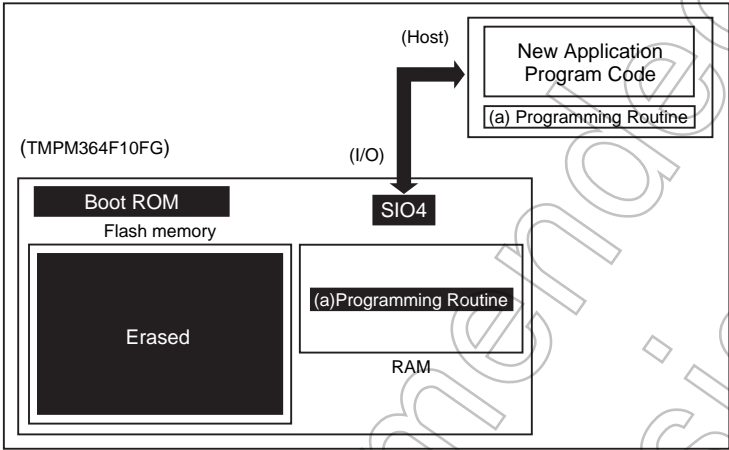 (Host)
New Application
Program Code
(a) Programming Routine
(TMPM364F10FG)
(I/O)
Boot ROM
SIO4
Flash memory
(a)Programming Routine
Erased
RAM